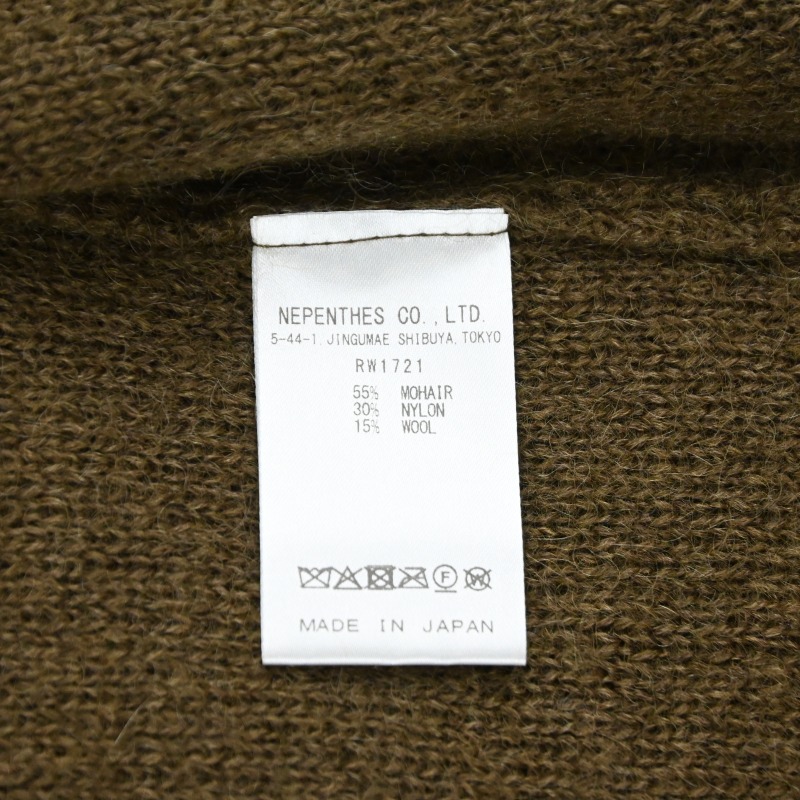 NEPENTHES CO.,LTD.
5-44-1,JINGUMAE SHIBUYA,TOKYO
RW1721
55% MOHAIR
30% NYLON
15% WOOL
F W
MADE IN JAPAN